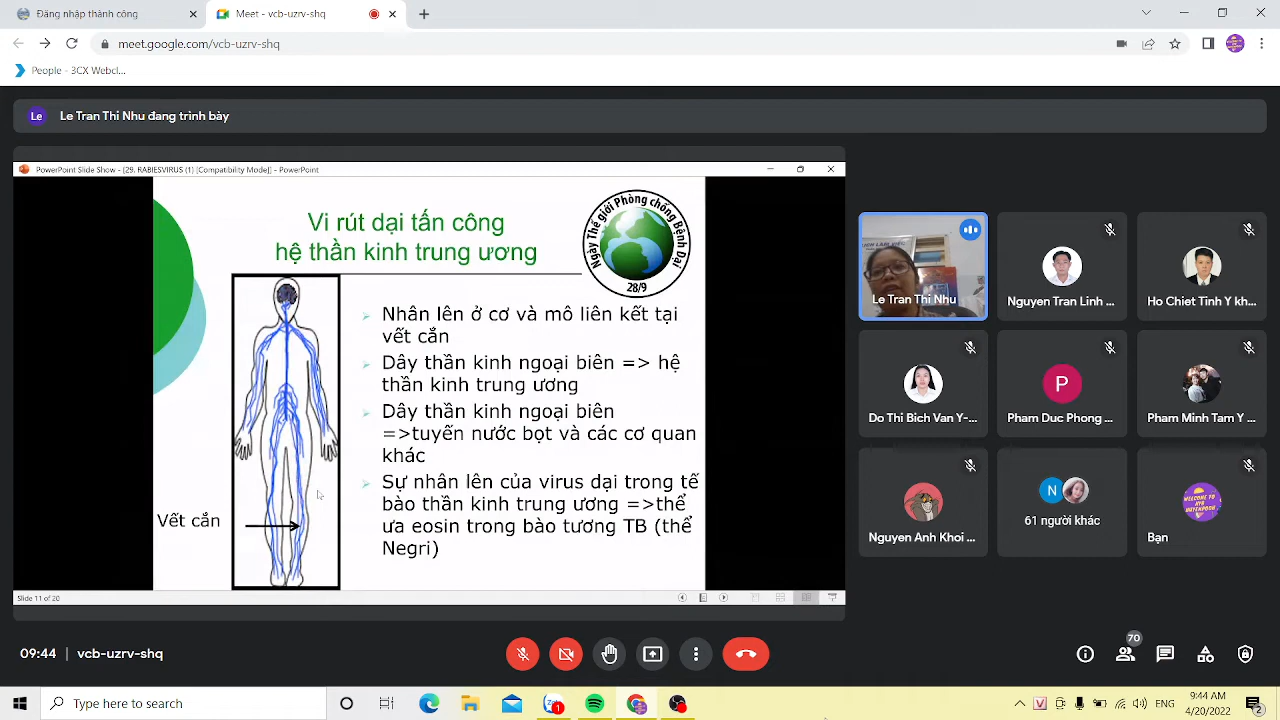 Đăng nhập thành công
Meet - vcb-uzrv-shq
meet.google.com/vcb-uzrv-shq
People - 3CX Webcl...
Le
Le Tran Thi Nhu đang trình bày
PowerPoint Slide Show - [29. RABIESVIRUS (1) [Compatibility Mode]] - PowerPoint
Vi rút dại tấn công
hệ thần kinh trung ương
Ngày Thế giới Phòng chống Bệnh Dại
28/9
Nhân lên ở cơ và mô liên kết tại
vết cắn
Dây thần kinh ngoại biên => hệ
thần kinh trung ương
Dây thần kinh ngoại biên
=>tuyến nước bọt và các cơ quan
khác
Sự nhân lên của virus dại trong tế
bào thần kinh trung ương =>thể
ưa eosin trong bào tương TB (thể
Negri)
Vết cắn
Slide 11 of 20
Le Tran Thi Nhu
Nguyen Tran Linh ...
Ho Chiet Tinh Y kh...
Do Thi Bich Van Y-...
P
Pham Duc Phong ...
Pham Minh Tam Y ...
Nguyen Anh Khoi ...
N
61 người khác
WELCOME TO
Bạn
09:44 | vcb-uzrv-shq
70
Type here to search
1
ENG
9:44 AM
4/20/2022
2